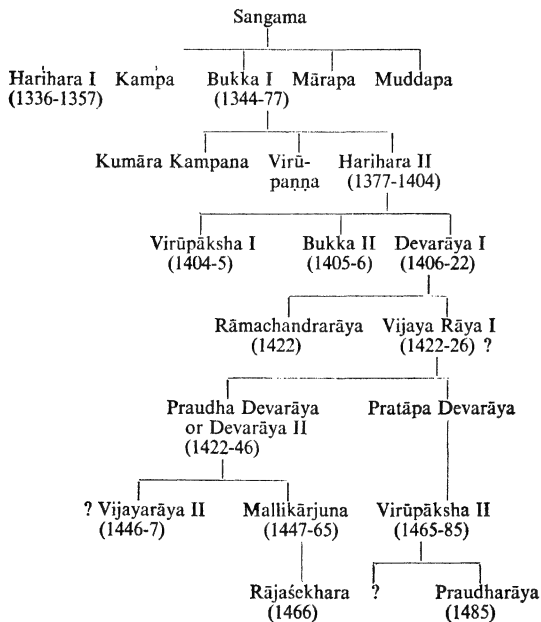 Sangama
Harihara I Kampa Bukka I Mārapa Muddapa
(1336-1357) (1344-77)
Kumāra Kampana Virū- Harihara II
paṇṇa (1377-1404)
Virūpāksha I Bukka II Devarāya I
(1404-5) (1405-6) (1406-22)
Rāmachandrarāya Vijaya Rāya I
(1422) (1422-26) ?
Praudha Devarāya Pratāpa Devarāya
or Devarāya II
(1422-46)
? Vijayarāya II Mallikārjuna Virūpāksha II
(1446-7) (1447-65) (1465-85)
Rājaśekhara ? Praudharāya
(1466) (1485)